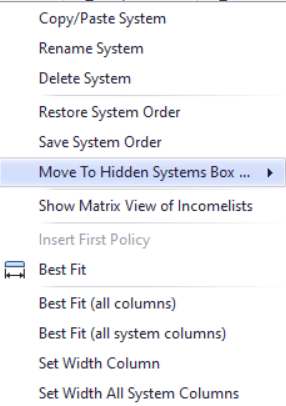 Copy/Paste System
Rename System
Delete System
Restore System Order
Save System Order
Move To Hidden Systems Box ...
Show Matrix View of Incomelists
Insert First Policy
Best Fit
Best Fit (all columns)
Best Fit (all system columns)
Set Width Column
Set Width All System Columns